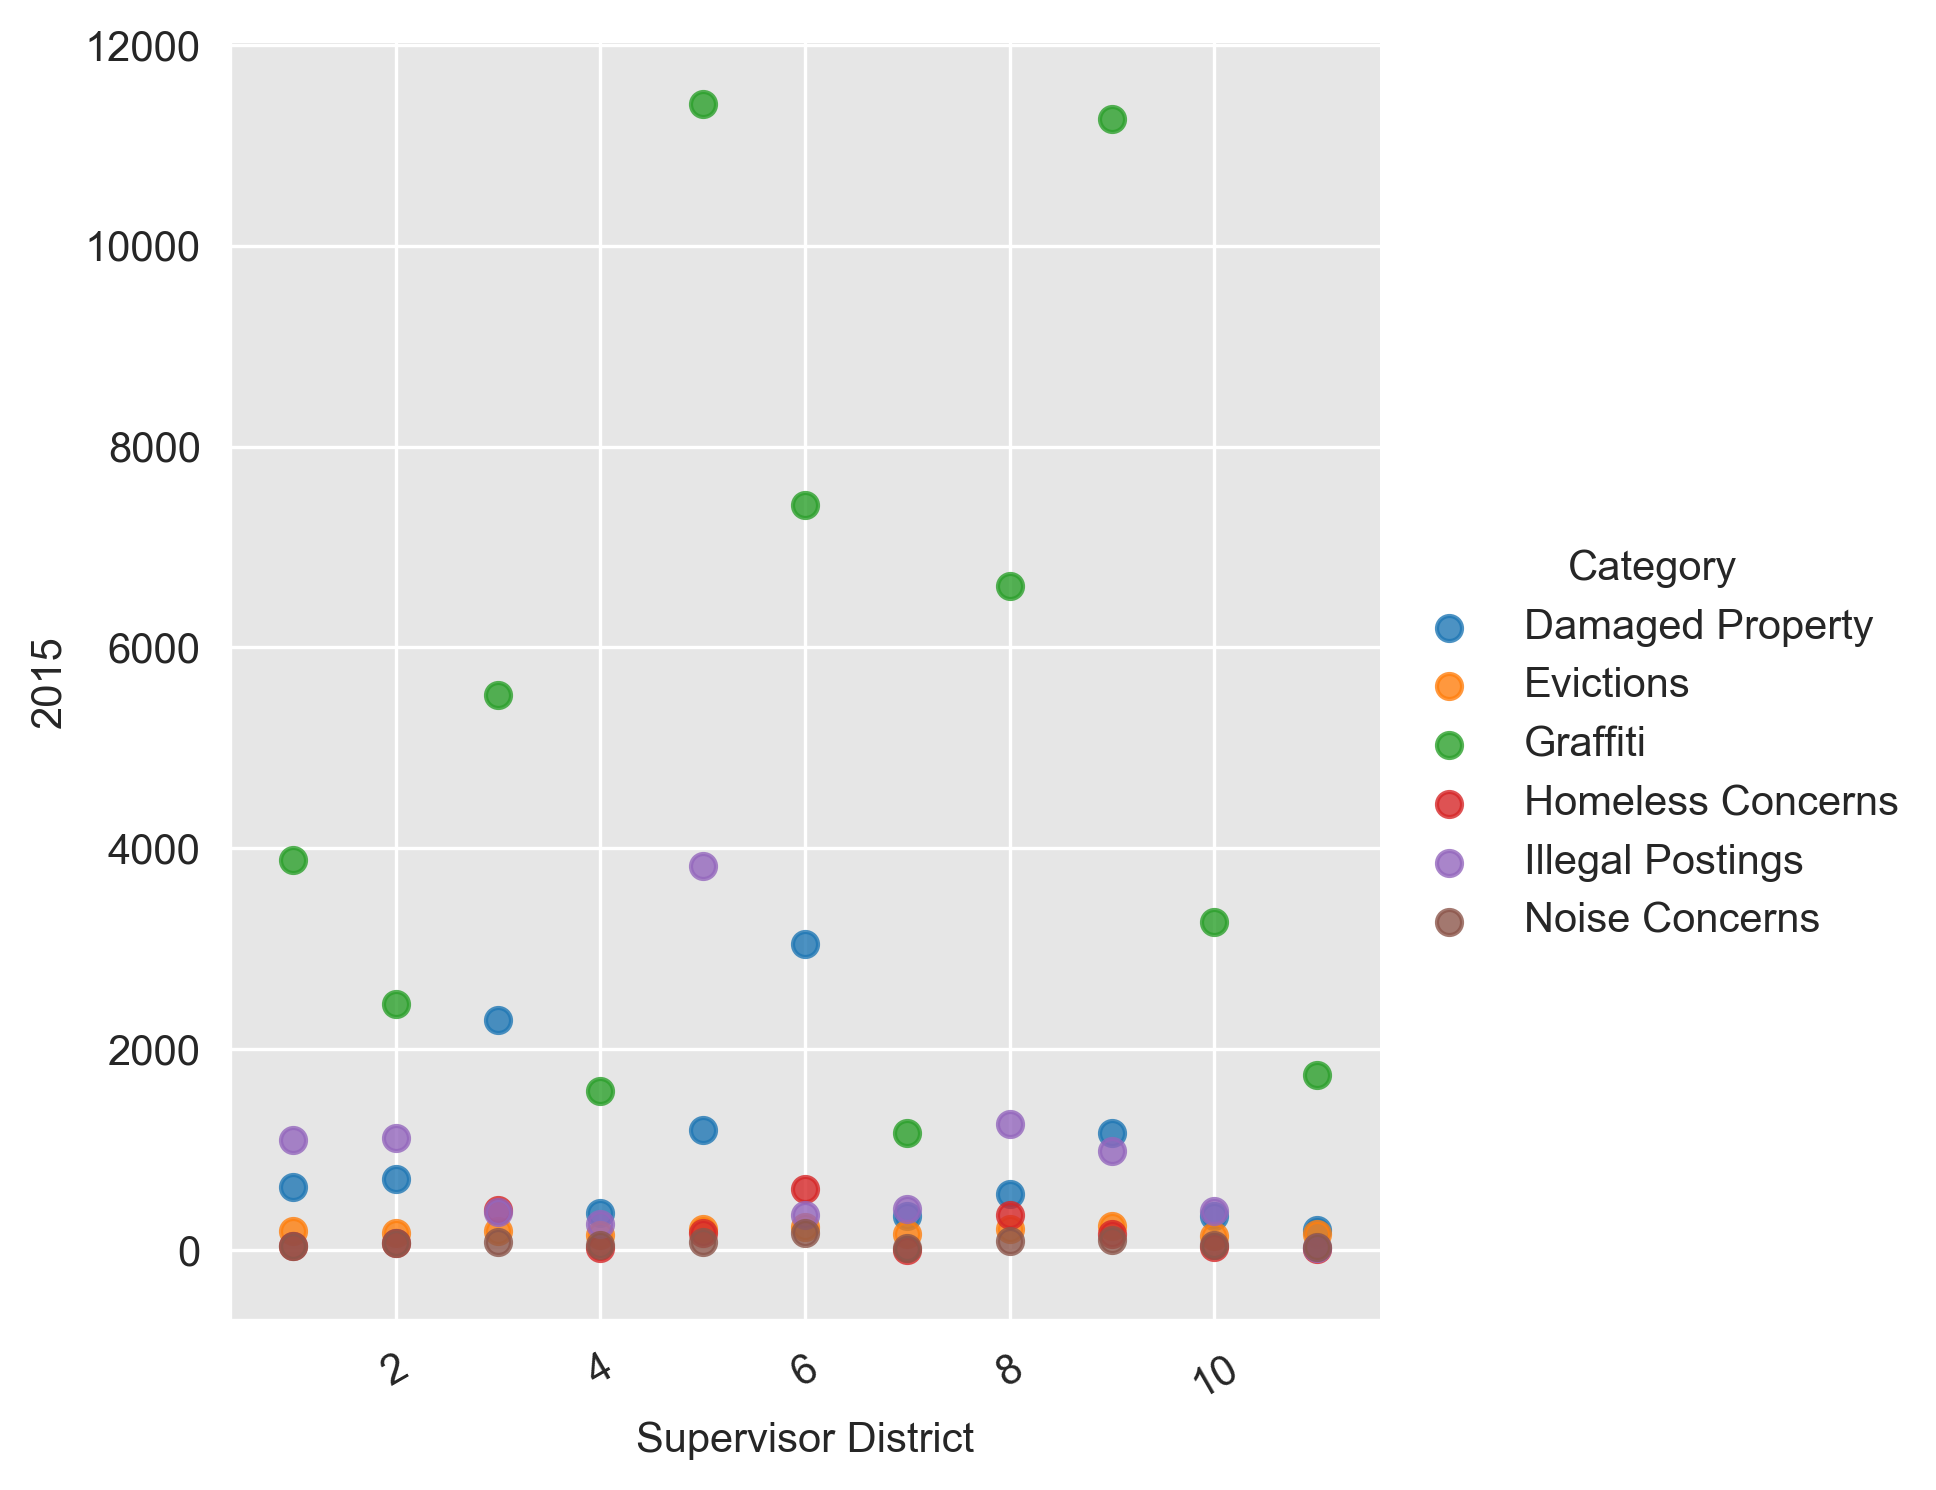 12000
10000
8000
6000
4000
2000
0
2015
2
4
6
8
10
Supervisor District
Category
Damaged Property
Evictions
Graffiti
Homeless Concerns
Illegal Postings
Noise Concerns